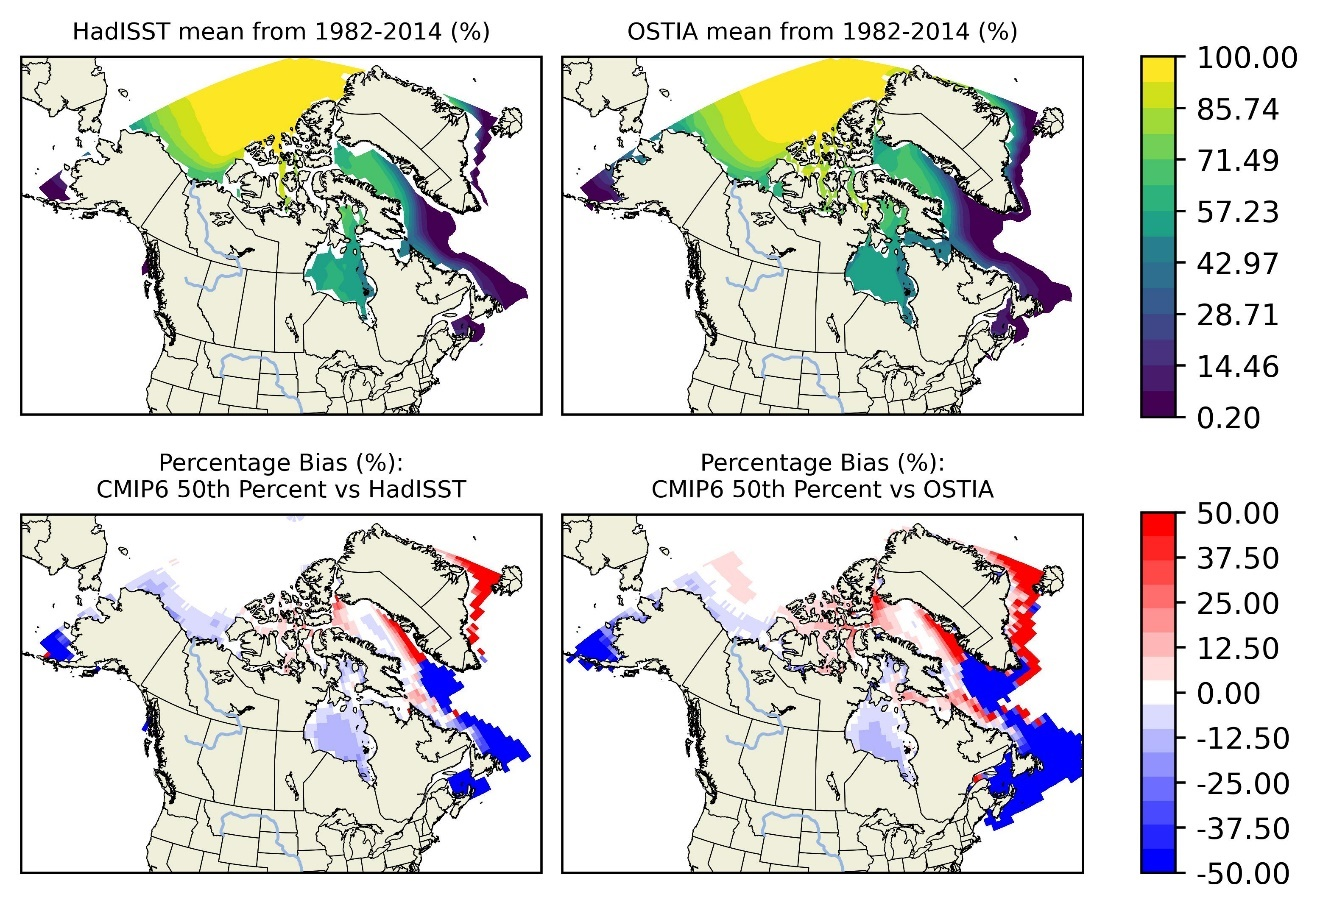 HadISST mean from 1982-2014 (%)
OSTIA mean from 1982-2014 (%)
100.00
85.74
71.49
57.23
42.97
28.71
14.46
0.20
Percentage Bias (%):
CMIP6 50th Percent vs HadISST
Percentage Bias (%):
CMIP6 50th Percent vs OSTIA
50.00
37.50
25.00
12.50
0.00
-12.50
-25.00
-37.50
-50.00